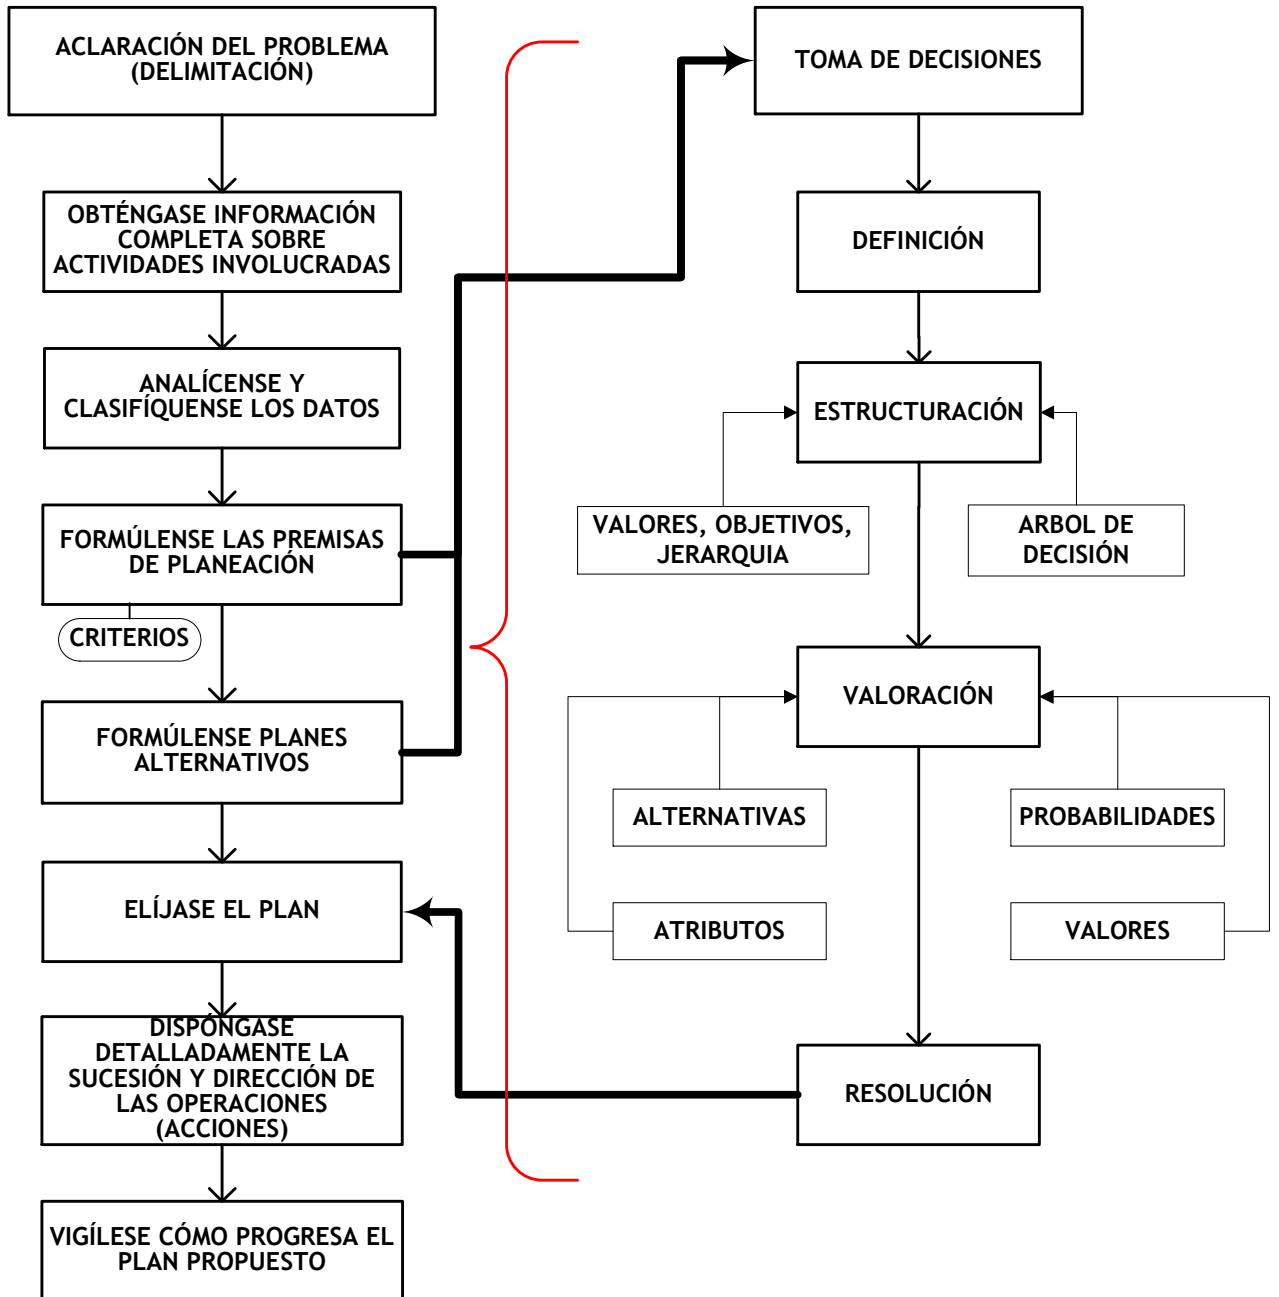 ACLARACIÓN DEL PROBLEMA
(DELIMITACIÓN)
OBTÉNGASE INFORMACIÓN
COMPLETA SOBRE
ACTIVIDADES INVOLUCRADAS
ANALÍCENSE Y
CLASIFÍQUENSE LOS DATOS
FORMÚLENSE LAS PREMISAS
DE PLANEACIÓN
CRITERIOS
FORMÚLENSE PLANES
ALTERNATIVOS
ELÍJASE EL PLAN
DISPÓNGASE
DETALLADAMENTE LA
SUCESIÓN Y DIRECCIÓN DE
LAS OPERACIONES
(ACCIONES)
VIGÍLESE CÓMO PROGRESA EL
PLAN PROPUESTO
TOMA DE DECISIONES
DEFINICIÓN
ESTRUCTURACIÓN
VALORES, OBJETIVOS,
JERARQUIA
ARBOL DE
DECISIÓN
VALORACIÓN
ALTERNATIVAS
PROBABILIDADES
ATRIBUTOS
VALORES
RESOLUCIÓN